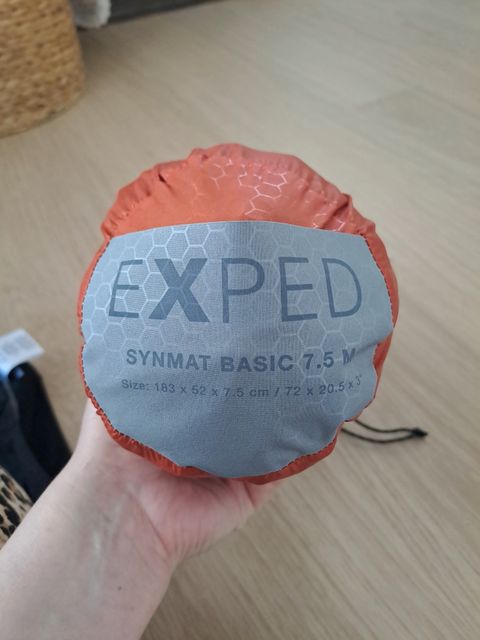 EXPED
SYNMAT BASIC 7.5 M
Size: 183 x 52 x 7.5 cm / 72 x 20.5 x 3"